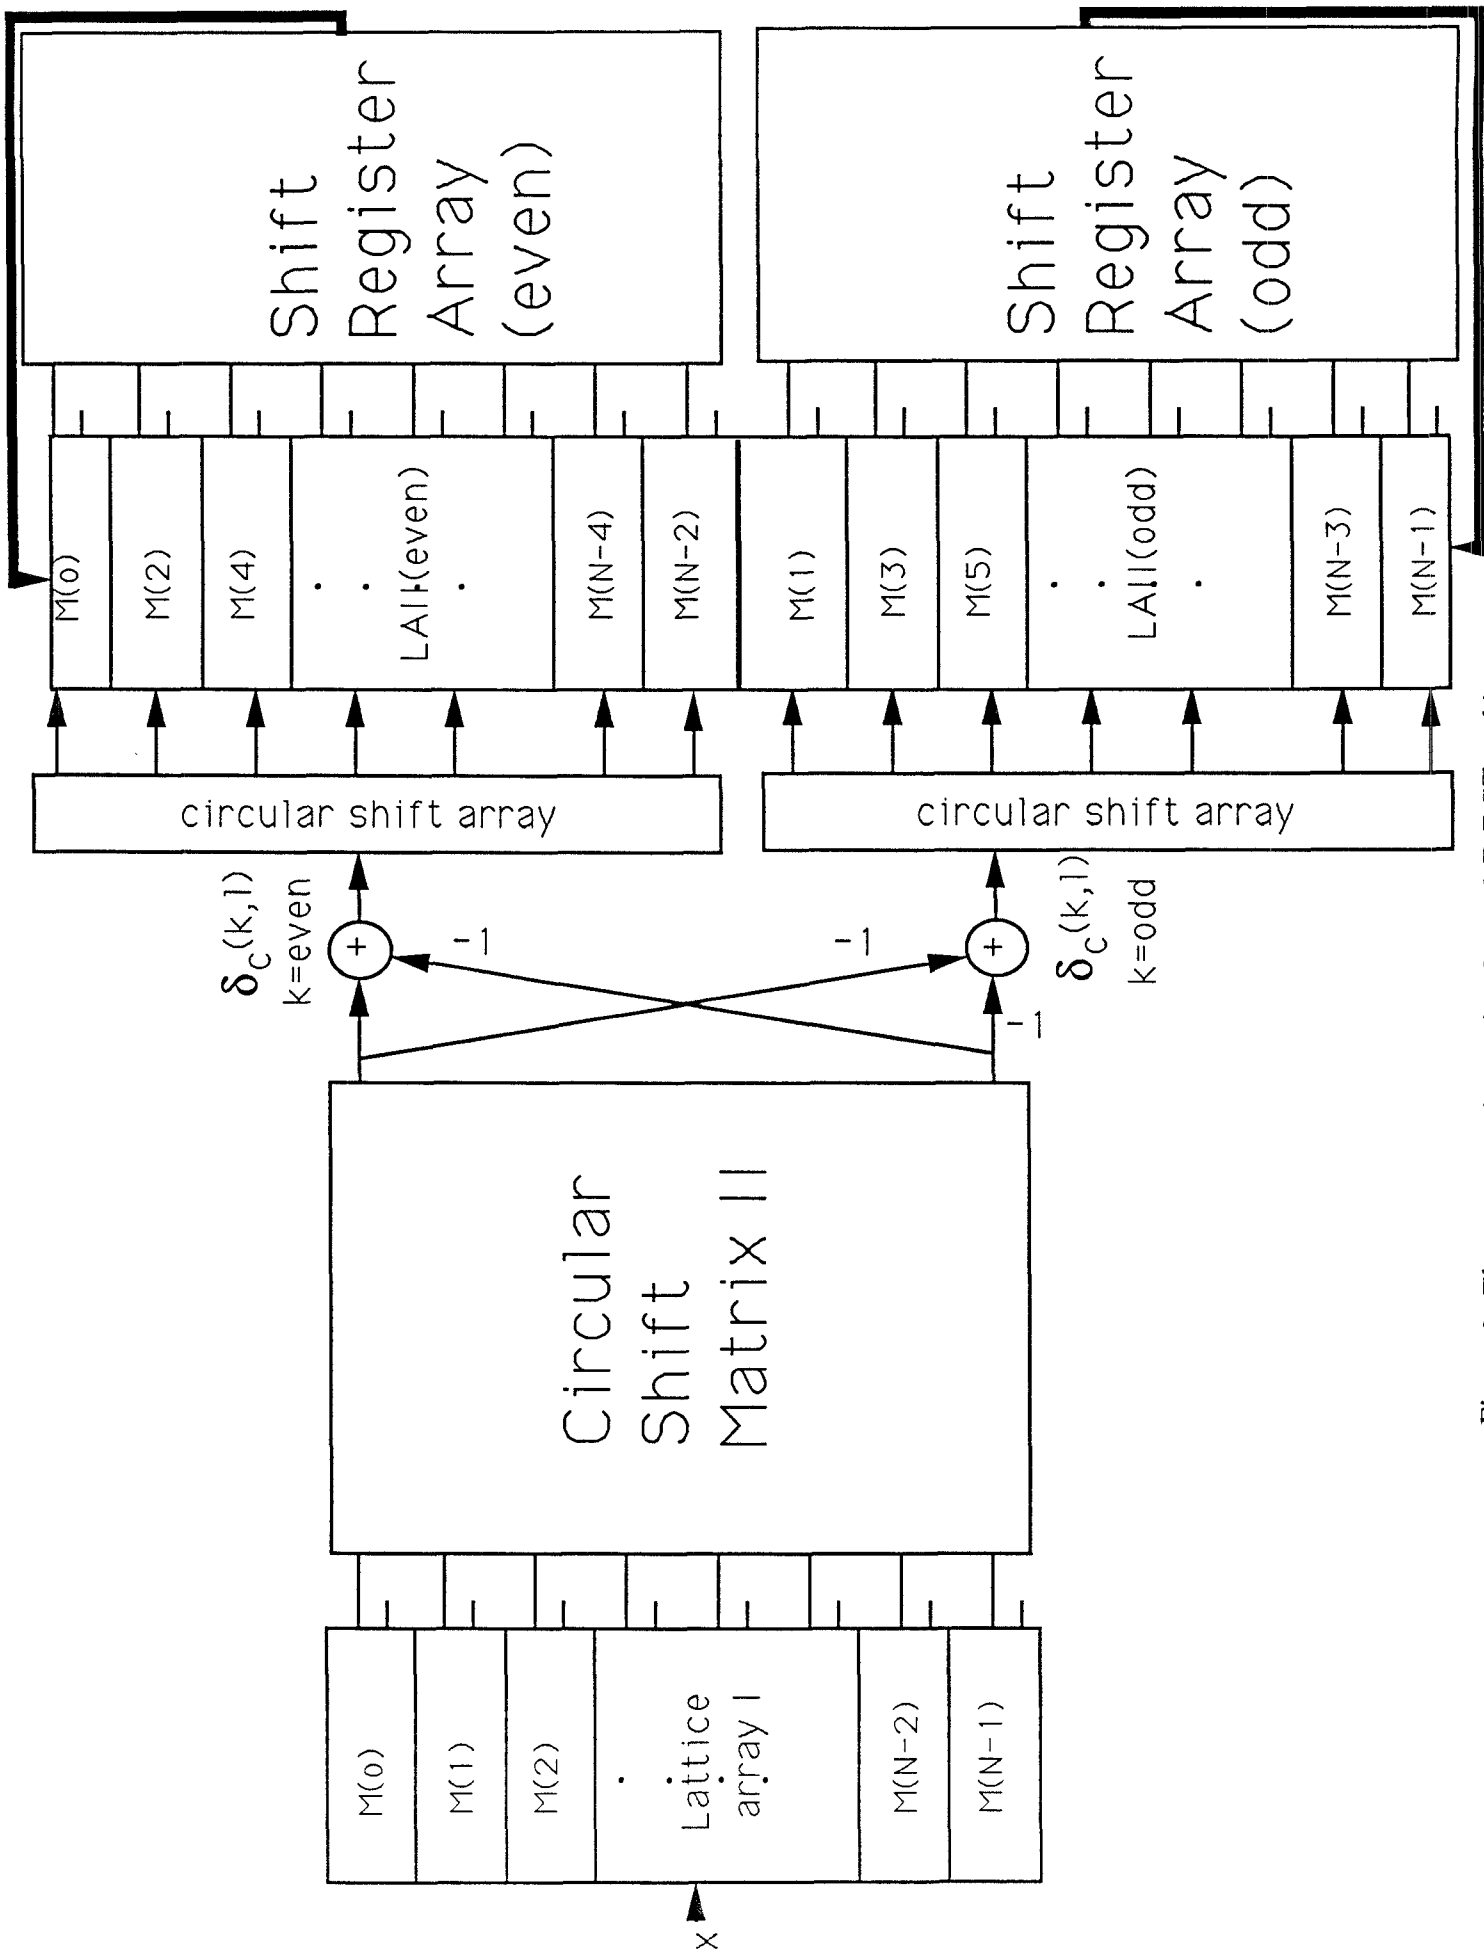 x
M(o)
M(1)
M(2)
Lattice
array I
M(N-2)
M(N-1)
Circular
Shift
Matrix II
-1
-1
-1
δc(k,l)
k=even
δc(k,l)
k=odd
circular shift array
circular shift array
M(o)
M(2)
M(4)
LAII(even)
M(N-4)
M(N-2)
M(1)
M(3)
M(5)
LAII(odd)
M(N-3)
M(N-1)
Shift
Register
Array
(even)
Shift
Register
Array
(odd)
+
+